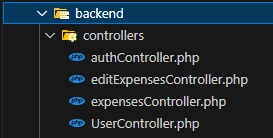 backend
controllers
authController.php
editExpensesController.php
expensesController.php
UserController.php